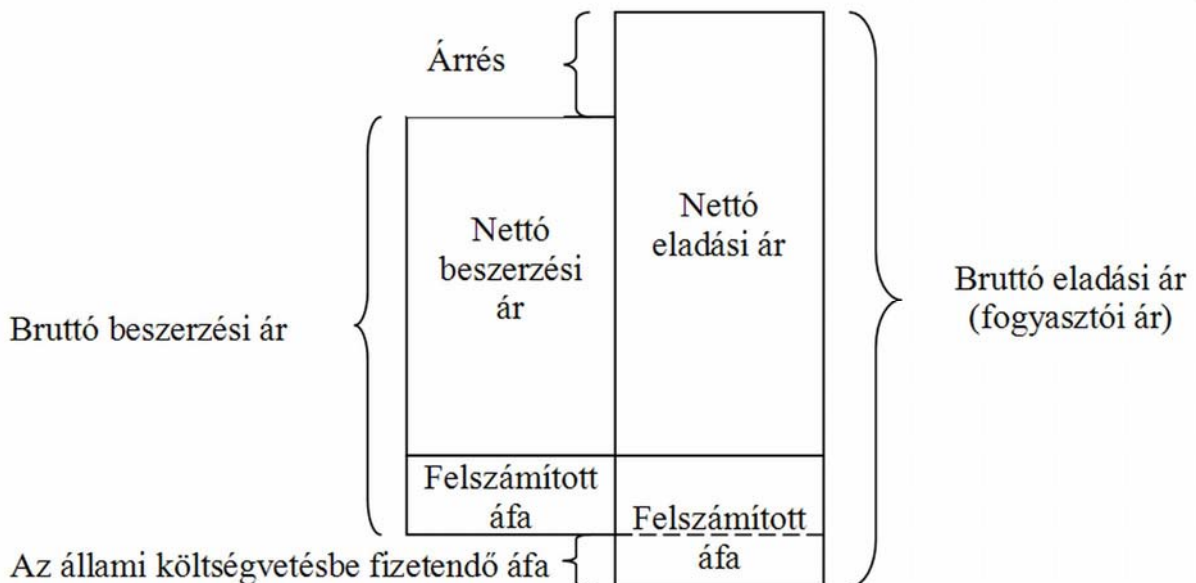 Árrés
Nettó
beszerzési
ár
Nettó
eladási ár
Bruttó beszerzési ár
Bruttó eladási ár
(fogyasztói ár)
Felszámított
áfa
Felszámított
áfa
Az állami költségvetésbe fizetendő áfa